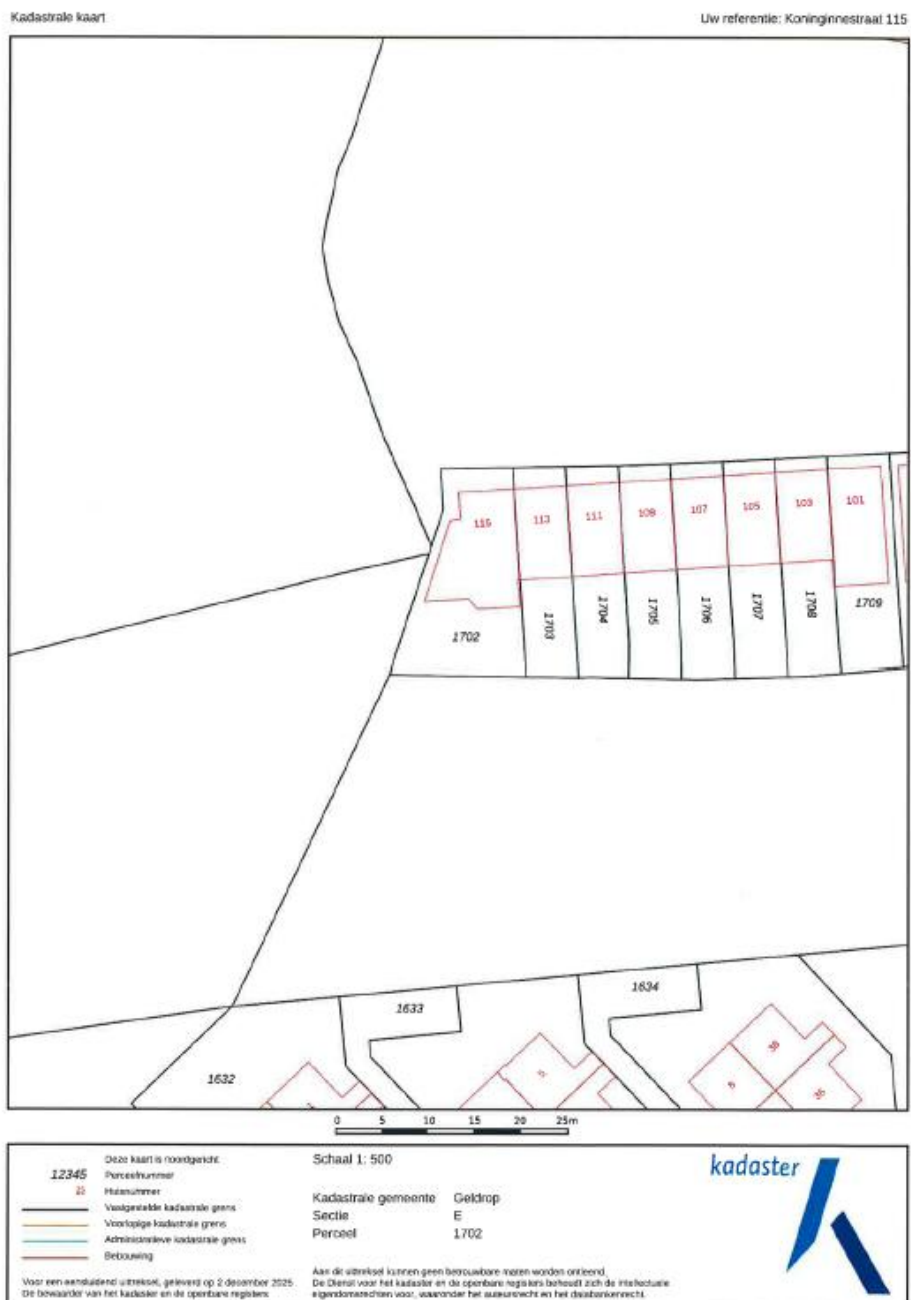 Kadastrale kaart
Uw referentie: Koninginnestraat 115
115
113
111
109
107
105
103
101
1702
1703
1704
1705
1706
1707
1708
1709
1633
1634
1632
5
8
38
36
0 5 10 15 20 25m
Deze kaart is noordgericht
12345 Perceelnummer
25 Huisnummer
Vastgestelde kadastrale grens
Voorlopige kadastrale grens
Administratieve kadastrale grens
Bebouwing
Voor een eensluidend uittreksel, geleverd op 2 december 2025
De bewaarder van het kadaster en de openbare registers
Schaal 1: 500
Kadastrale gemeente Geldrop
Sectie E
Perceel 1702
Aan dit uittreksel kunnen geen betrouwbare maten worden ontleend.
De Dienst voor het kadaster en de openbare registers behoudt zich de intellectuele
eigendomsrechten voor, waaronder het auteursrecht en het databankenrecht.
kadaster